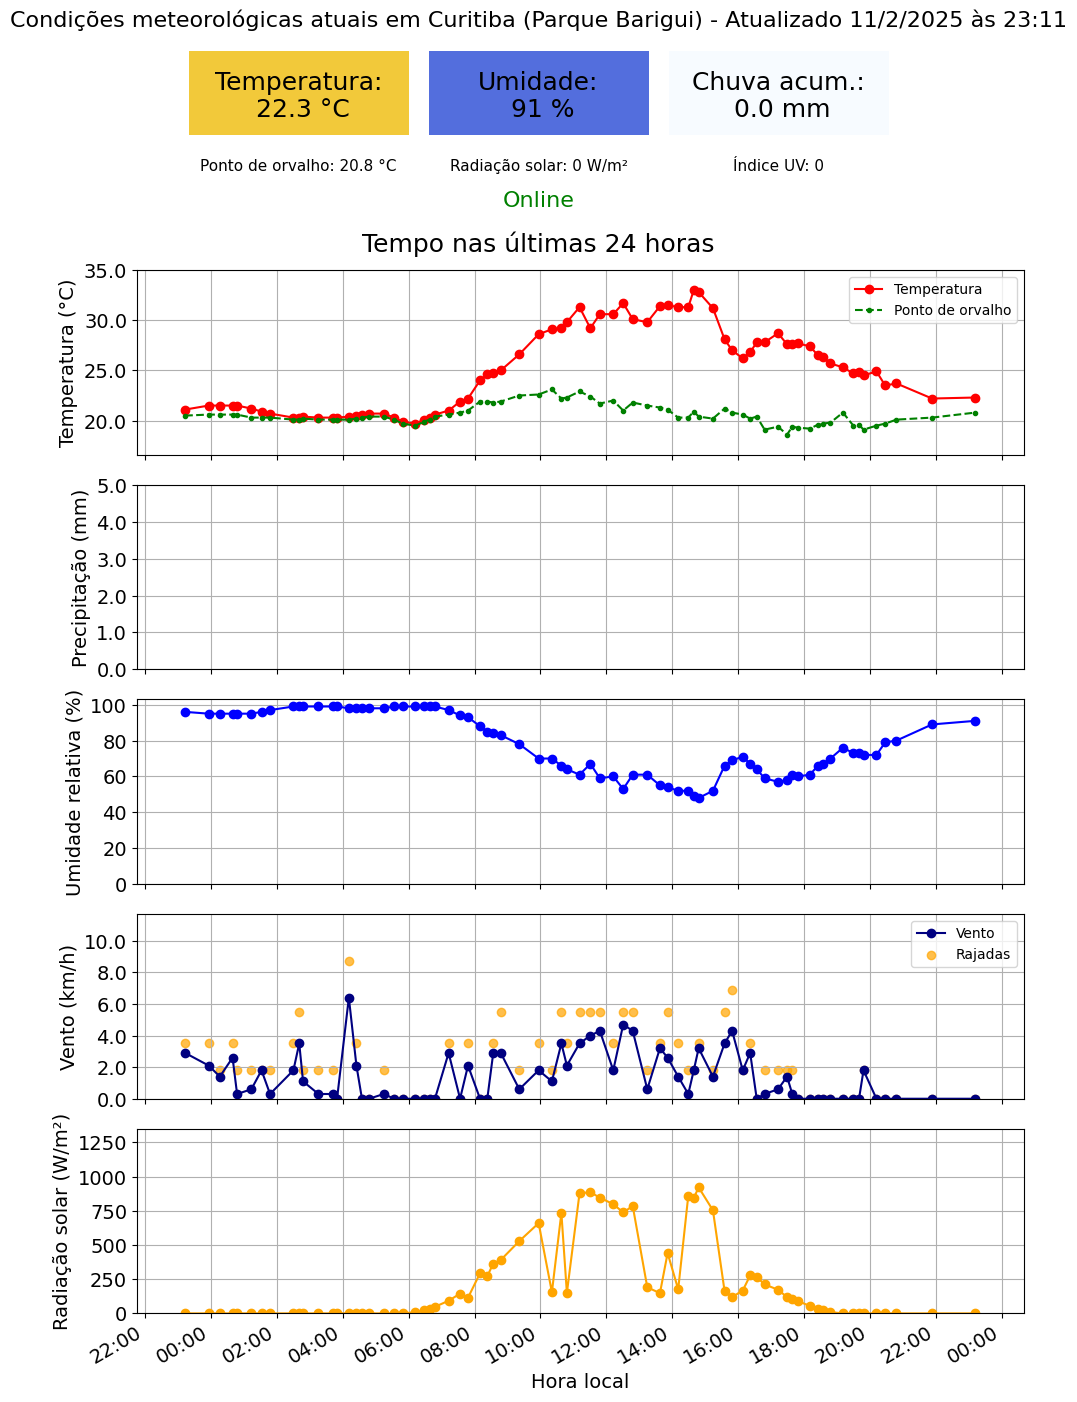 Condições meteorológicas atuais em Curitiba (Parque Barigui) - Atualizado 11/2/2025 às 23:11
Temperatura:
22.3 °C
Umidade:
91 %
Chuva acum.:
0.0 mm
Ponto de orvalho: 20.8 °C
Radiação solar: 0 W/m²
Índice UV: 0
Online
Tempo nas últimas 24 horas
Temperatura (°C)
35.0
30.0
25.0
20.0
Temperatura
Ponto de orvalho
Precipitação (mm)
5.0
4.0
3.0
2.0
1.0
0.0
Umidade relativa (%)
100
80
60
40
20
0
Vento (km/h)
10.0
8.0
6.0
4.0
2.0
0.0
Vento
Rajadas
Radiação solar (W/m²)
1250
1000
750
500
250
0
22:00 00:00 02:00 04:00 06:00 08:00 10:00 12:00 14:00 16:00 18:00 20:00 22:00 00:00
Hora local